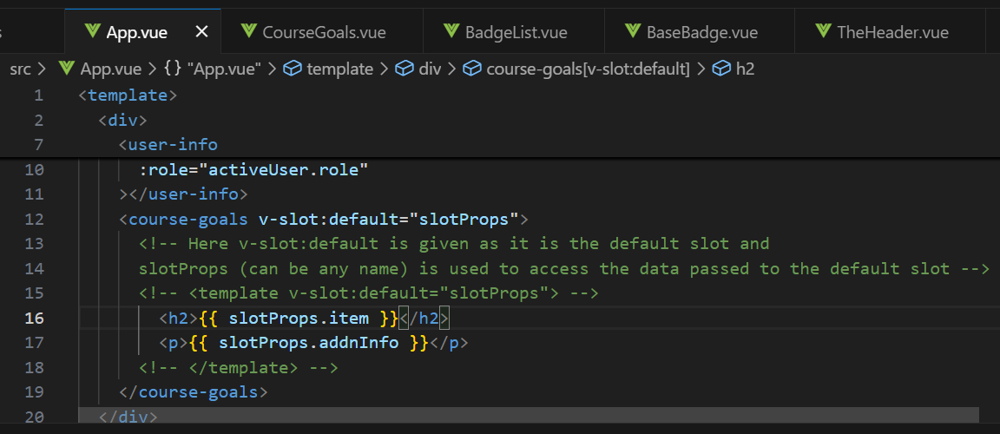 s App.vue CourseGoals.vue BadgeList.vue BaseBadge.vue TheHeader.vue
src > App.vue > {} "App.vue" > template > div > course-goals[v-slot:default] > h2
1 <template>
2 <div>
7 <user-info
10 :role="activeUser.role"
11 ></user-info>
12 <course-goals v-slot:default="slotProps">
13 <!-- Here v-slot:default is given as it is the default slot and
14 slotProps (can be any name) is used to access the data passed to the default slot -->
15 <!-- <template v-slot:default="slotProps"> -->
16 <h2>{{ slotProps.item }}</h2>
17 <p>{{ slotProps.addnInfo }}</p>
18 <!-- </template> -->
19 </course-goals>
20 </div>